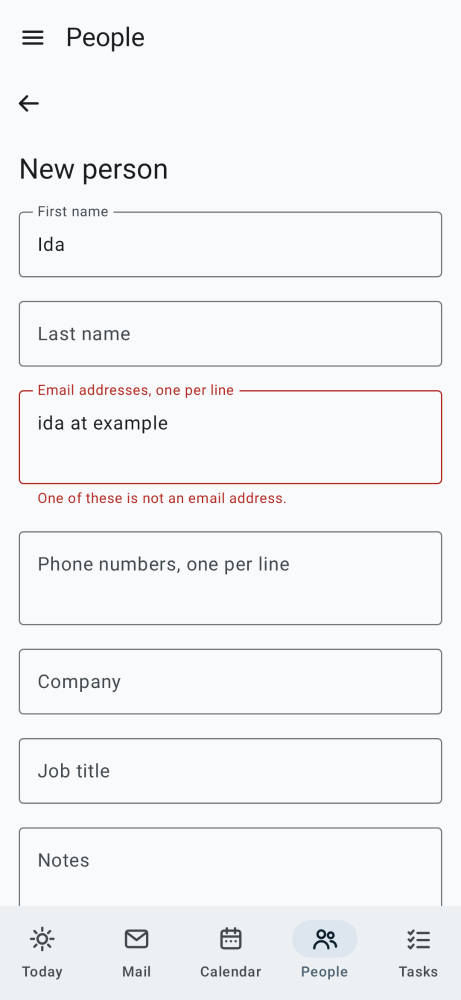 People
New person
First name
Ida
Last name
Email addresses, one per line
ida at example
One of these is not an email address.
Phone numbers, one per line
Company
Job title
Notes
Today
Mail
Calendar
People
Tasks